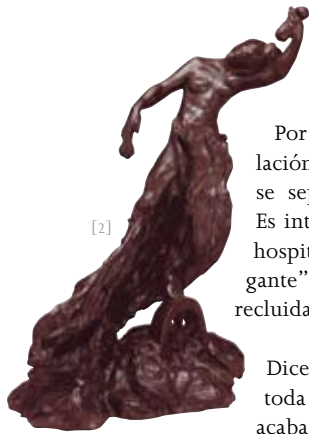 Por
lación
se sep
[2]
Es int
hospit
gante”
recluida
Dice
toda
acaba